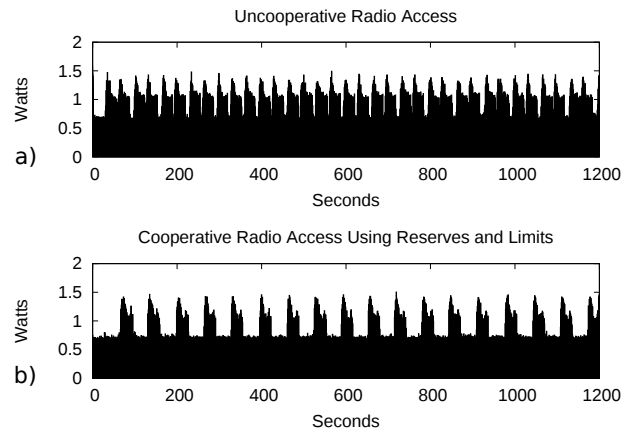 Uncooperative Radio Access
2
1.5
1
0.5
0
Watts
a)
0 200 400 600 800 1000 1200
Seconds
Cooperative Radio Access Using Reserves and Limits
2
1.5
1
0.5
0
Watts
b)
0 200 400 600 800 1000 1200
Seconds